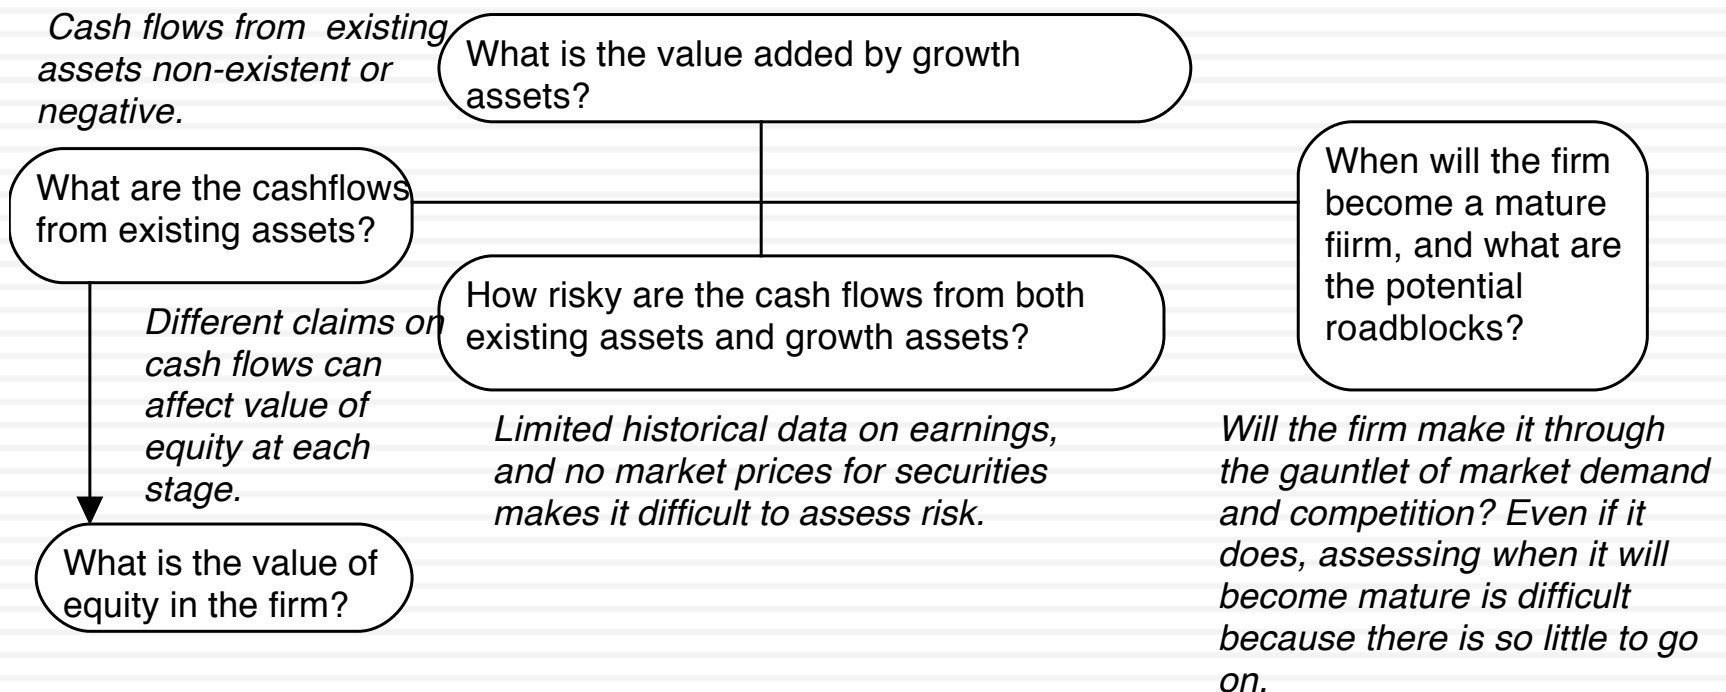 Cash flows from  existing
assets non-existent or
negative.
What is the value added by growth
assets?
What are the cashflows
from existing assets?
When will the firm
become a mature
fiirm, and what are
the potential
roadblocks?
Different claims on
cash flows can
affect value of
equity at each
stage.
How risky are the cash flows from both
existing assets and growth assets?
Limited historical data on earnings,
and no market prices for securities
makes it difficult to assess risk.
Will the firm make it through
the gauntlet of market demand
and competition? Even if it
does, assessing when it will
become mature is difficult
because there is so little to go
on.
What is the value of
equity in the firm?